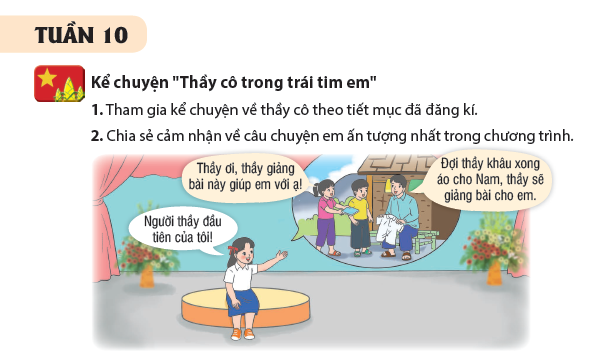 TUẦN 10
Kể chuyện "Thầy cô trong trái tim em"
1. Tham gia kể chuyện về thầy cô theo tiết mục đã đăng kí.
2. Chia sẻ cảm nhận về câu chuyện em ấn tượng nhất trong chương trình.
Thầy ơi, thầy giảng
bài này giúp em với ạ!
Đợi thầy khâu xong
áo cho Nam, thầy sẽ
giảng bài cho em.
Người thầy đầu
tiên của tôi!